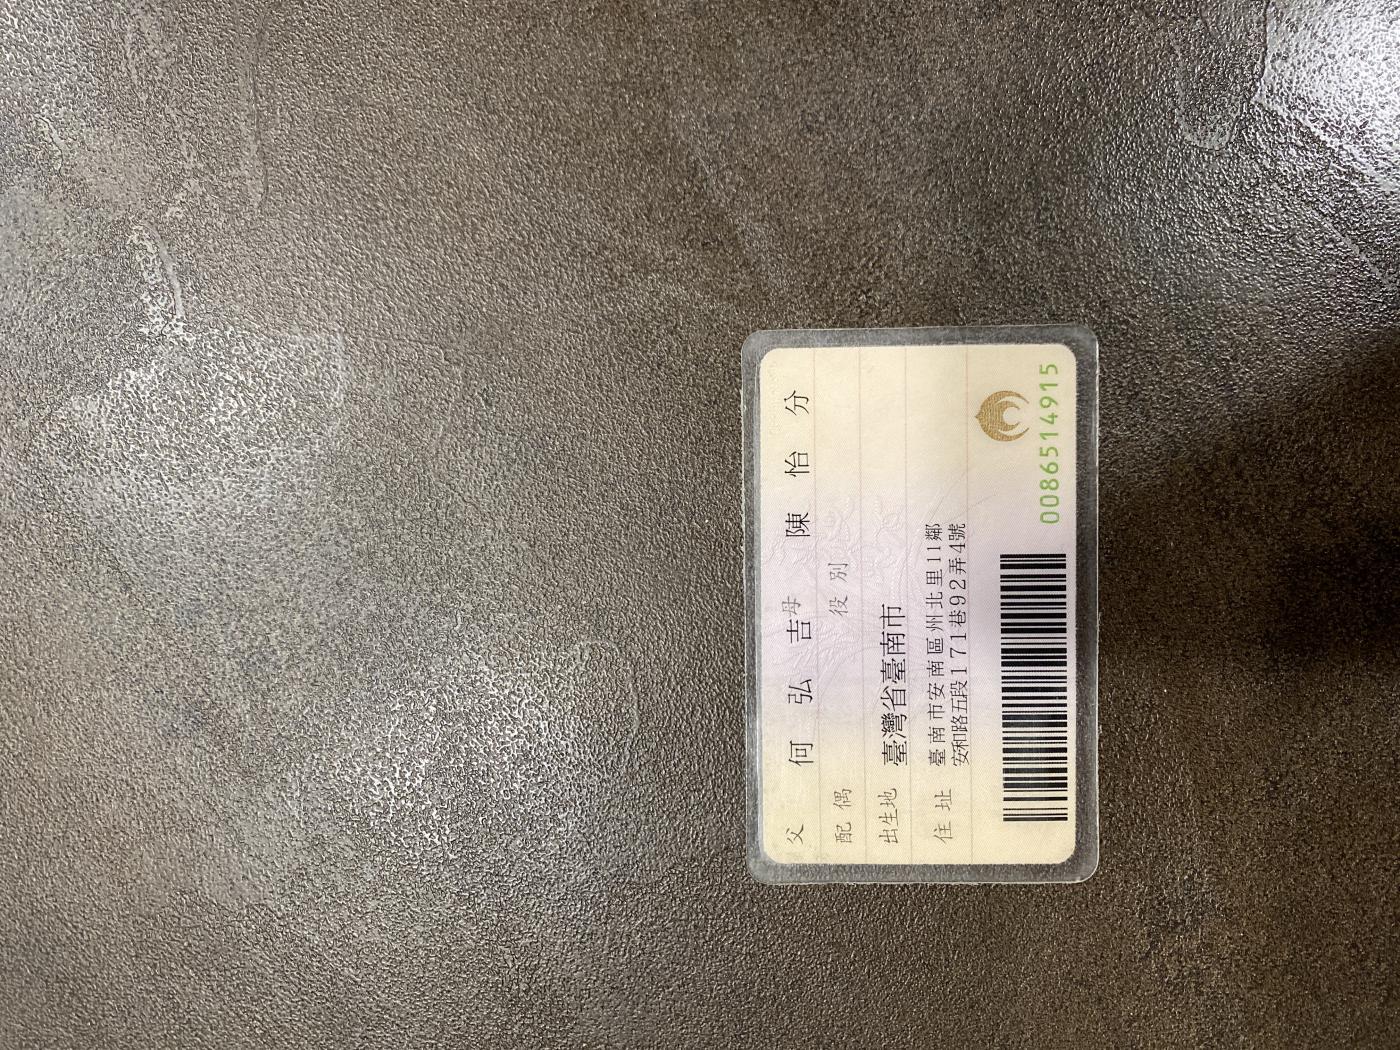 父 何弘吉 母 陳怡分
配偶 役別
出生地 臺灣省臺南市
住址 臺南市安南區州北里11鄰
安和路五段171巷92弄4號
0086514915